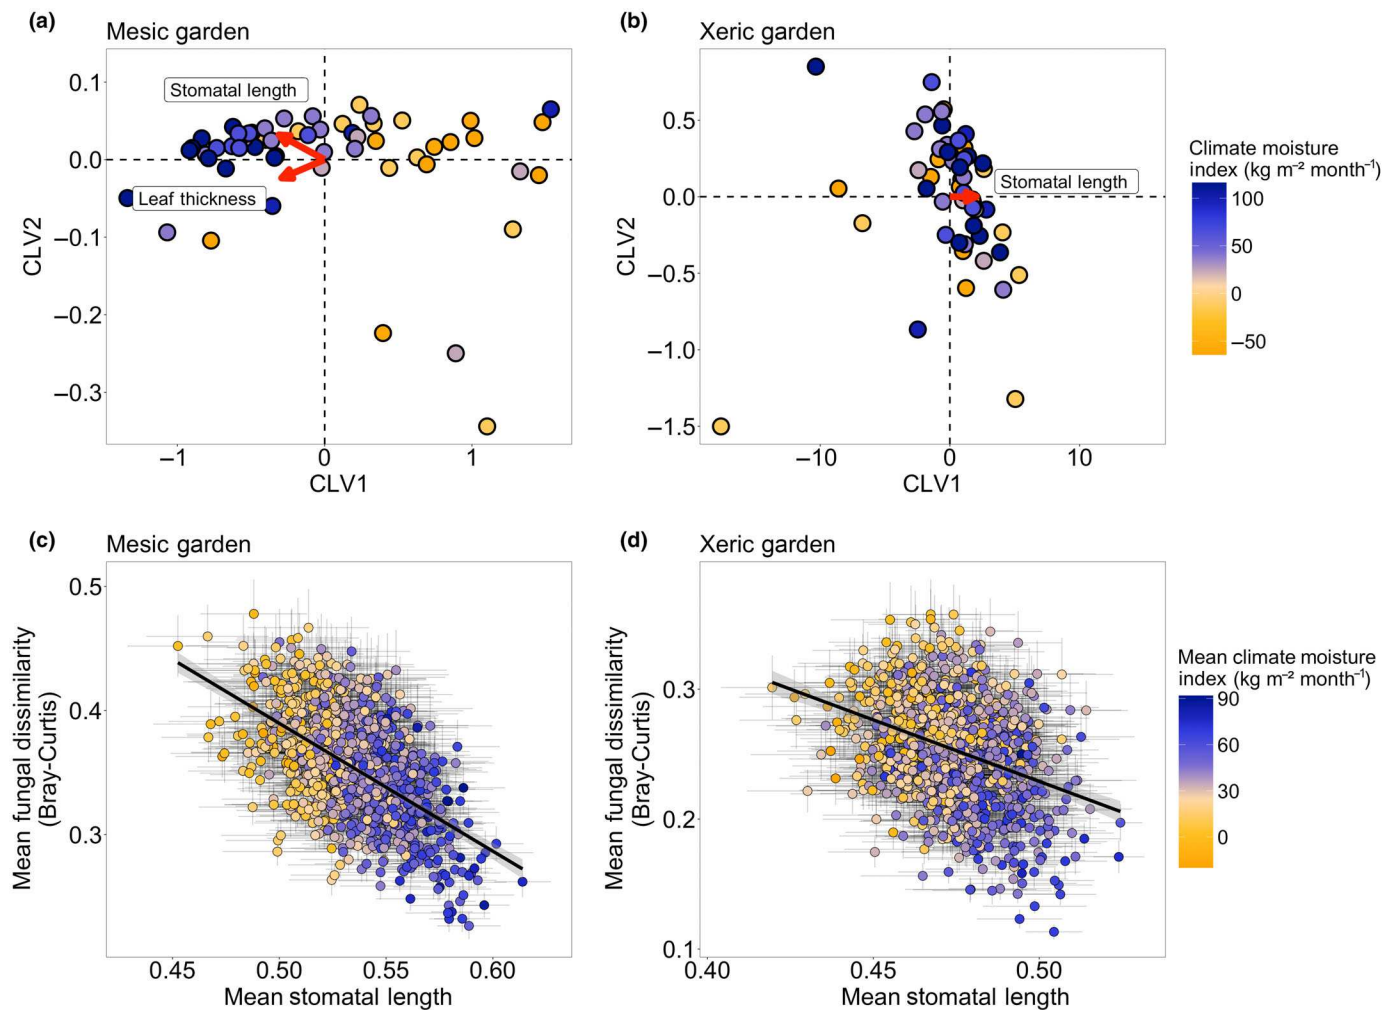 (a)
Mesic garden
CLV2
0.1
0.0
−0.1
−0.2
−0.3
Stomatal length
Leaf thickness
−1
0
1
CLV1
(b)
Xeric garden
CLV2
0.5
0.0
−0.5
−1.0
−1.5
Stomatal length
−10
0
10
CLV1
Climate moisture
index (kg m⁻² month⁻¹)
100
50
0
−50
(c)
Mesic garden
Mean fungal dissimilarity
(Bray-Curtis)
0.5
0.4
0.3
0.45
0.50
0.55
0.60
Mean stomatal length
(d)
Xeric garden
Mean fungal dissimilarity
(Bray-Curtis)
0.3
0.2
0.1
0.40
0.45
0.50
Mean stomatal length
Mean climate moisture
index (kg m⁻² month⁻¹)
90
60
30
0